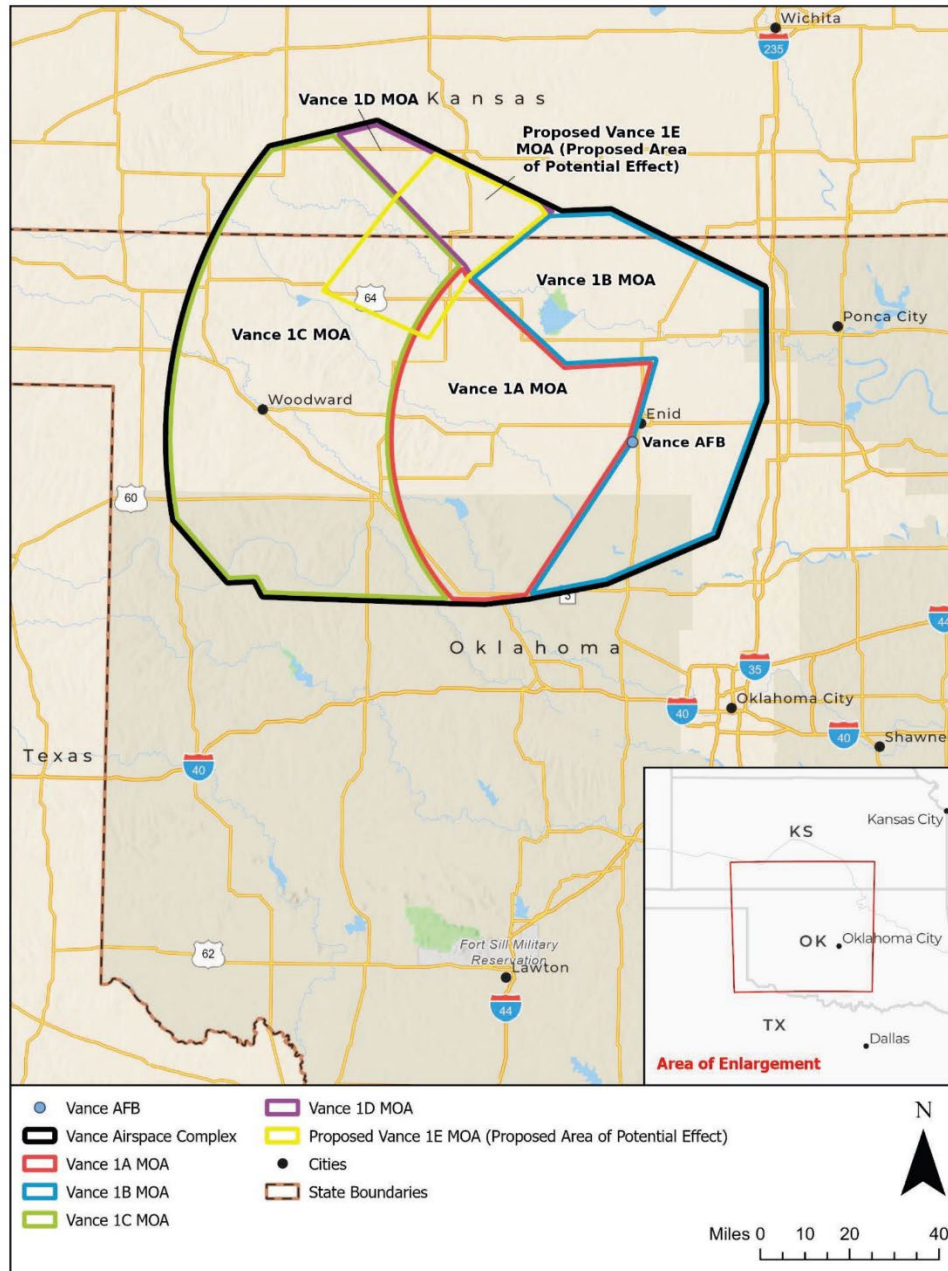 Wichita
235
Vance 1D MOA
Kansas
Proposed Vance 1E
MOA (Proposed Area
of Potential Effect)
Vance 1B MOA
64
Ponca City
Vance 1C MOA
Vance 1A MOA
Woodward
Enid
Vance AFB
60
3
44
Oklahoma
35
Oklahoma City
40
40
Shawne
Texas
40
KS
Kansas City
62
Fort Sill Military
Reservation
OK
Oklahoma City
Lawton
44
TX
Dallas
Area of Enlargement
Vance AFB
Vance Airspace Complex
Vance 1A MOA
Vance 1B MOA
Vance 1C MOA
Vance 1D MOA
Proposed Vance 1E MOA (Proposed Area of Potential Effect)
Cities
State Boundaries
N
Miles 0 10 20 40